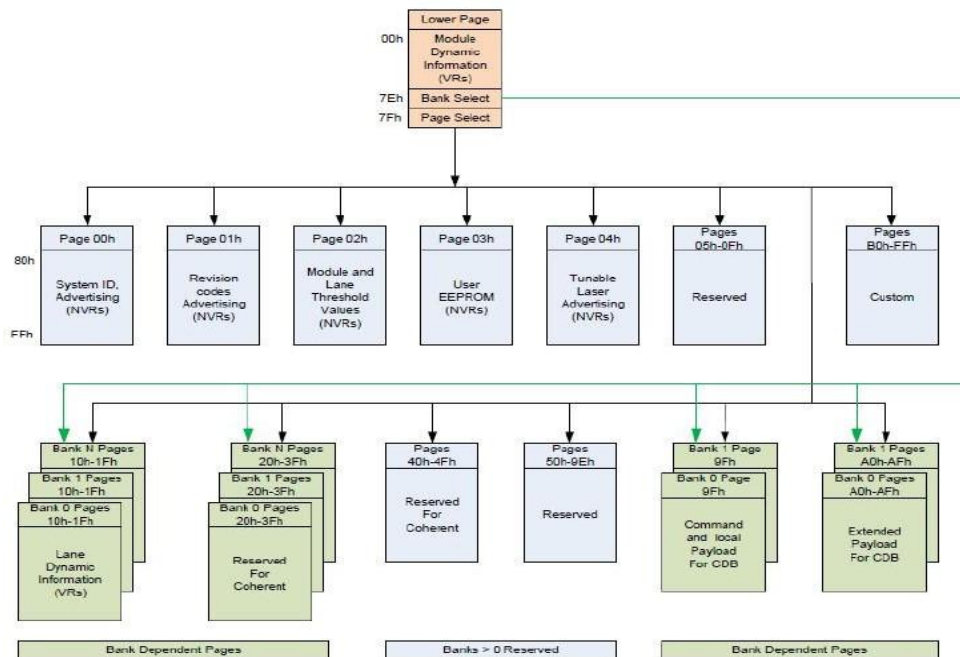 Lower Page
00h
Module
Dynamic
Information
(VRs)
7Eh
Bank Select
7Fh
Page Select
Page 00h
80h
System ID,
Advertising
(NVRs)
FFh
Page 01h
Revision
codes
Advertising
(NVRs)
Page 02h
Module and
Lane
Threshold
Values
(NVRs)
Page 03h
User
EEPROM
(NVRs)
Page 04h
Tunable
Laser
Advertising
(NVRs)
Pages
05h-0Fh
Reserved
Pages
B0h-FFh
Custom
Bank N Pages
10h-1Fh
Bank 1 Pages
10h-1Fh
Bank 0 Pages
10h-1Fh
Lane
Dynamic
Information
(VRs)
Bank N Pages
20h-3Fh
Bank 1 Pages
20h-3Fh
Bank 0 Pages
20h-3Fh
Reserved
For
Coherent
Pages
40h-4Fh
Reserved
For
Coherent
Pages
50h-9Eh
Reserved
Bank 1 Page
9Fh
Bank 0 Page
9Fh
Command
and local
Payload
For CDB
Bank 1 Pages
A0h-AFh
Bank 0 Pages
A0h-AFh
Extended
Payload
For CDB
Bank Dependent Pages
Banks > 0 Reserved
Bank Dependent Pages